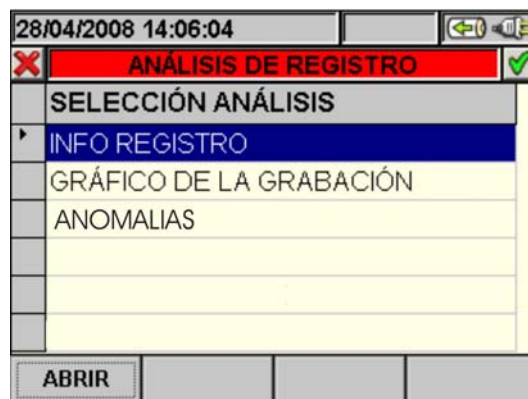 28/04/2008 14:06:04
ANÁLISIS DE REGISTRO
SELECCIÓN ANÁLISIS
INFO REGISTRO
GRÁFICO DE LA GRABACIÓN
ANOMALIAS
ABRIR